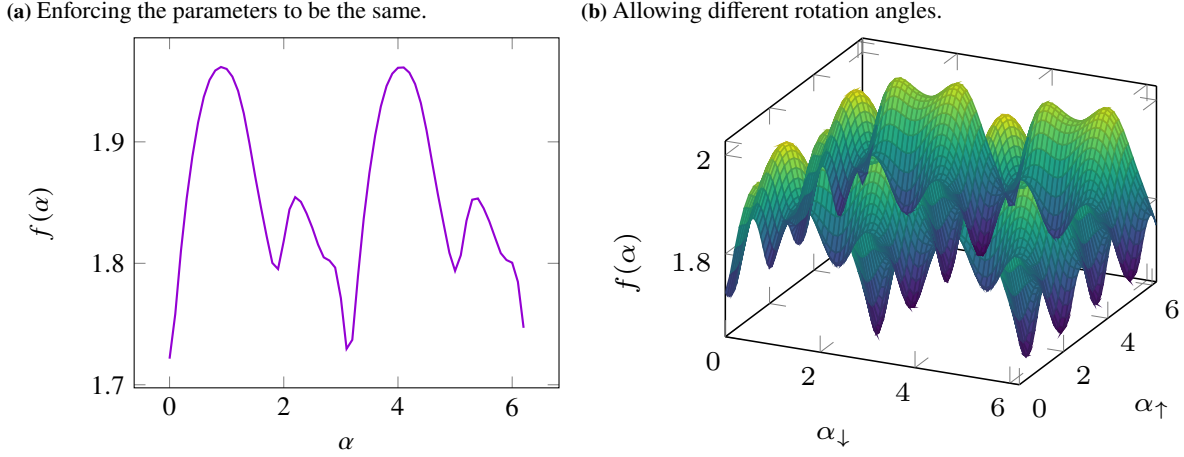 (a) Enforcing the parameters to be the same.
1.9
1.8
1.7
f(α)
0
2
4
6
α
(b) Allowing different rotation angles.
2
1.8
f(α)
0
2
4
6
α↓
0
2
4
6
α↑